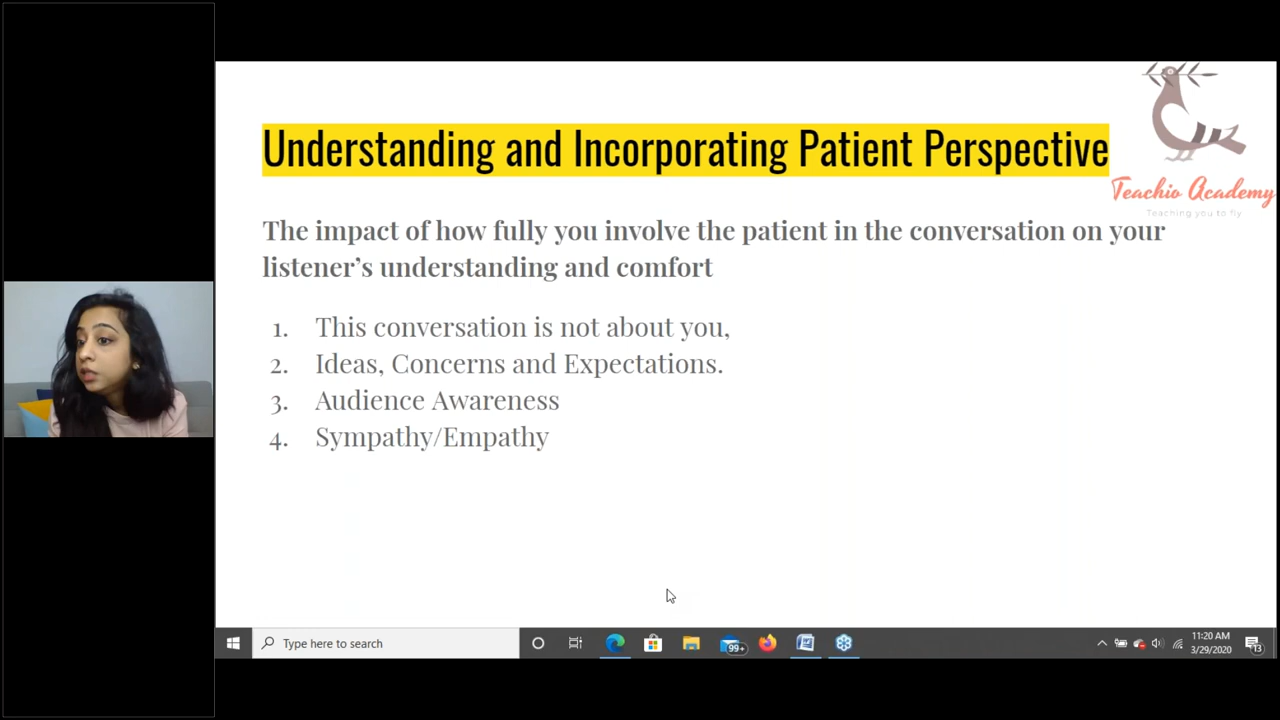 Understanding and Incorporating Patient Perspective
Teachio Academy
Teaching you to fly
The impact of how fully you involve the patient in the conversation on your
listener’s understanding and comfort
1. This conversation is not about you,
2. Ideas, Concerns and Expectations.
3. Audience Awareness
4. Sympathy/Empathy
Type here to search
99+
11:20 AM
3/29/2020
13